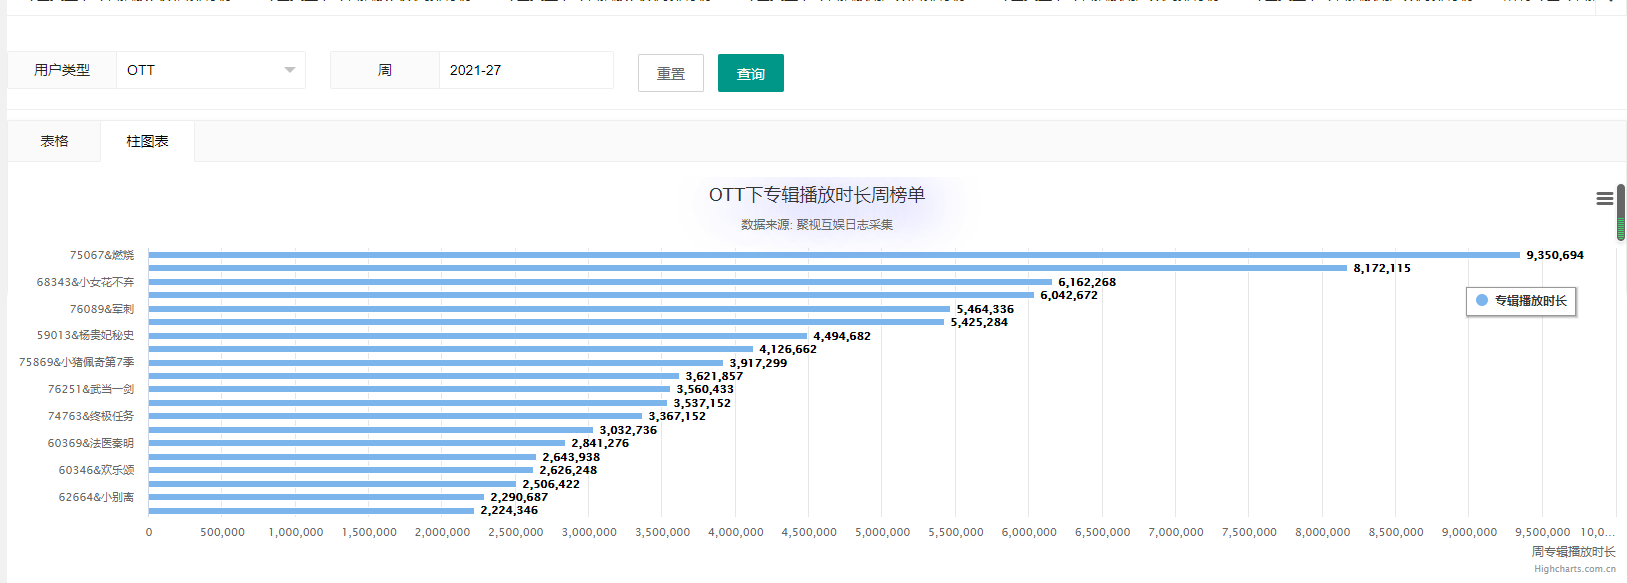 用户类型
OTT
周
2021-27
重置
查询
表格
柱图表
OTT下专辑播放时长周榜单
数据来源: 聚视互娱日志采集
75067&燃烧
9,350,694
8,172,115
68343&小女花不弃
6,162,268
6,042,672
专辑播放时长
76089&军刺
5,464,336
5,425,284
59013&杨贵妃秘史
4,494,682
4,126,662
75869&小猪佩奇第7季
3,917,299
3,621,857
76251&武当一剑
3,560,433
3,537,152
74763&终极任务
3,367,152
3,032,736
60369&法医秦明
2,841,276
2,643,938
60346&欢乐颂
2,626,248
2,506,422
62664&小别离
2,290,687
2,224,346
0 500,000 1,000,000 1,500,000 2,000,000 2,500,000 3,000,000 3,500,000 4,000,000 4,500,000 5,000,000 5,500,000 6,000,000 6,500,000 7,000,000 7,500,000 8,000,000 8,500,000 9,000,000 9,500,000 10,0...
周专辑播放时长
Highcharts.com.cn